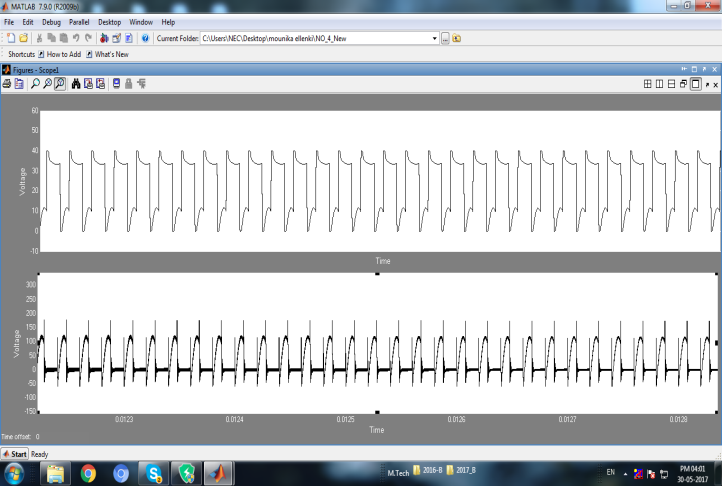 MATLAB 7.9.0 (R2009b)
File Edit Debug Parallel Desktop Window Help
Current Folder: C:\Users\NEC\Desktop\mounika ellenki\NO_4_New
Shortcuts How to Add What's New
Figures - Scope1
60
50
40
30
20
10
0
-10
Voltage
Time
300
250
200
150
100
50
0
-50
-100
-150
Voltage
0.0123 0.0124 0.0125 0.0126 0.0127 0.0128
Time
Time offset: 0
Start Ready
M.Tech 2016-B 2017_B
EN
PM 04:01
30-05-2017